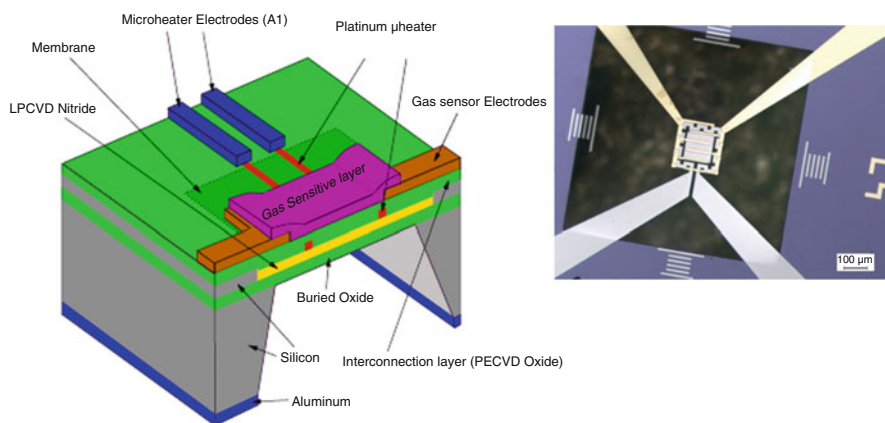 Microheater Electrodes (A1)
Platinum μheater
Membrane
LPCVD Nitride
Gas sensor Electrodes
Gas Sensitive layer
Buried Oxide
Silicon
Interconnection layer (PECVD Oxide)
Aluminum
100 μm